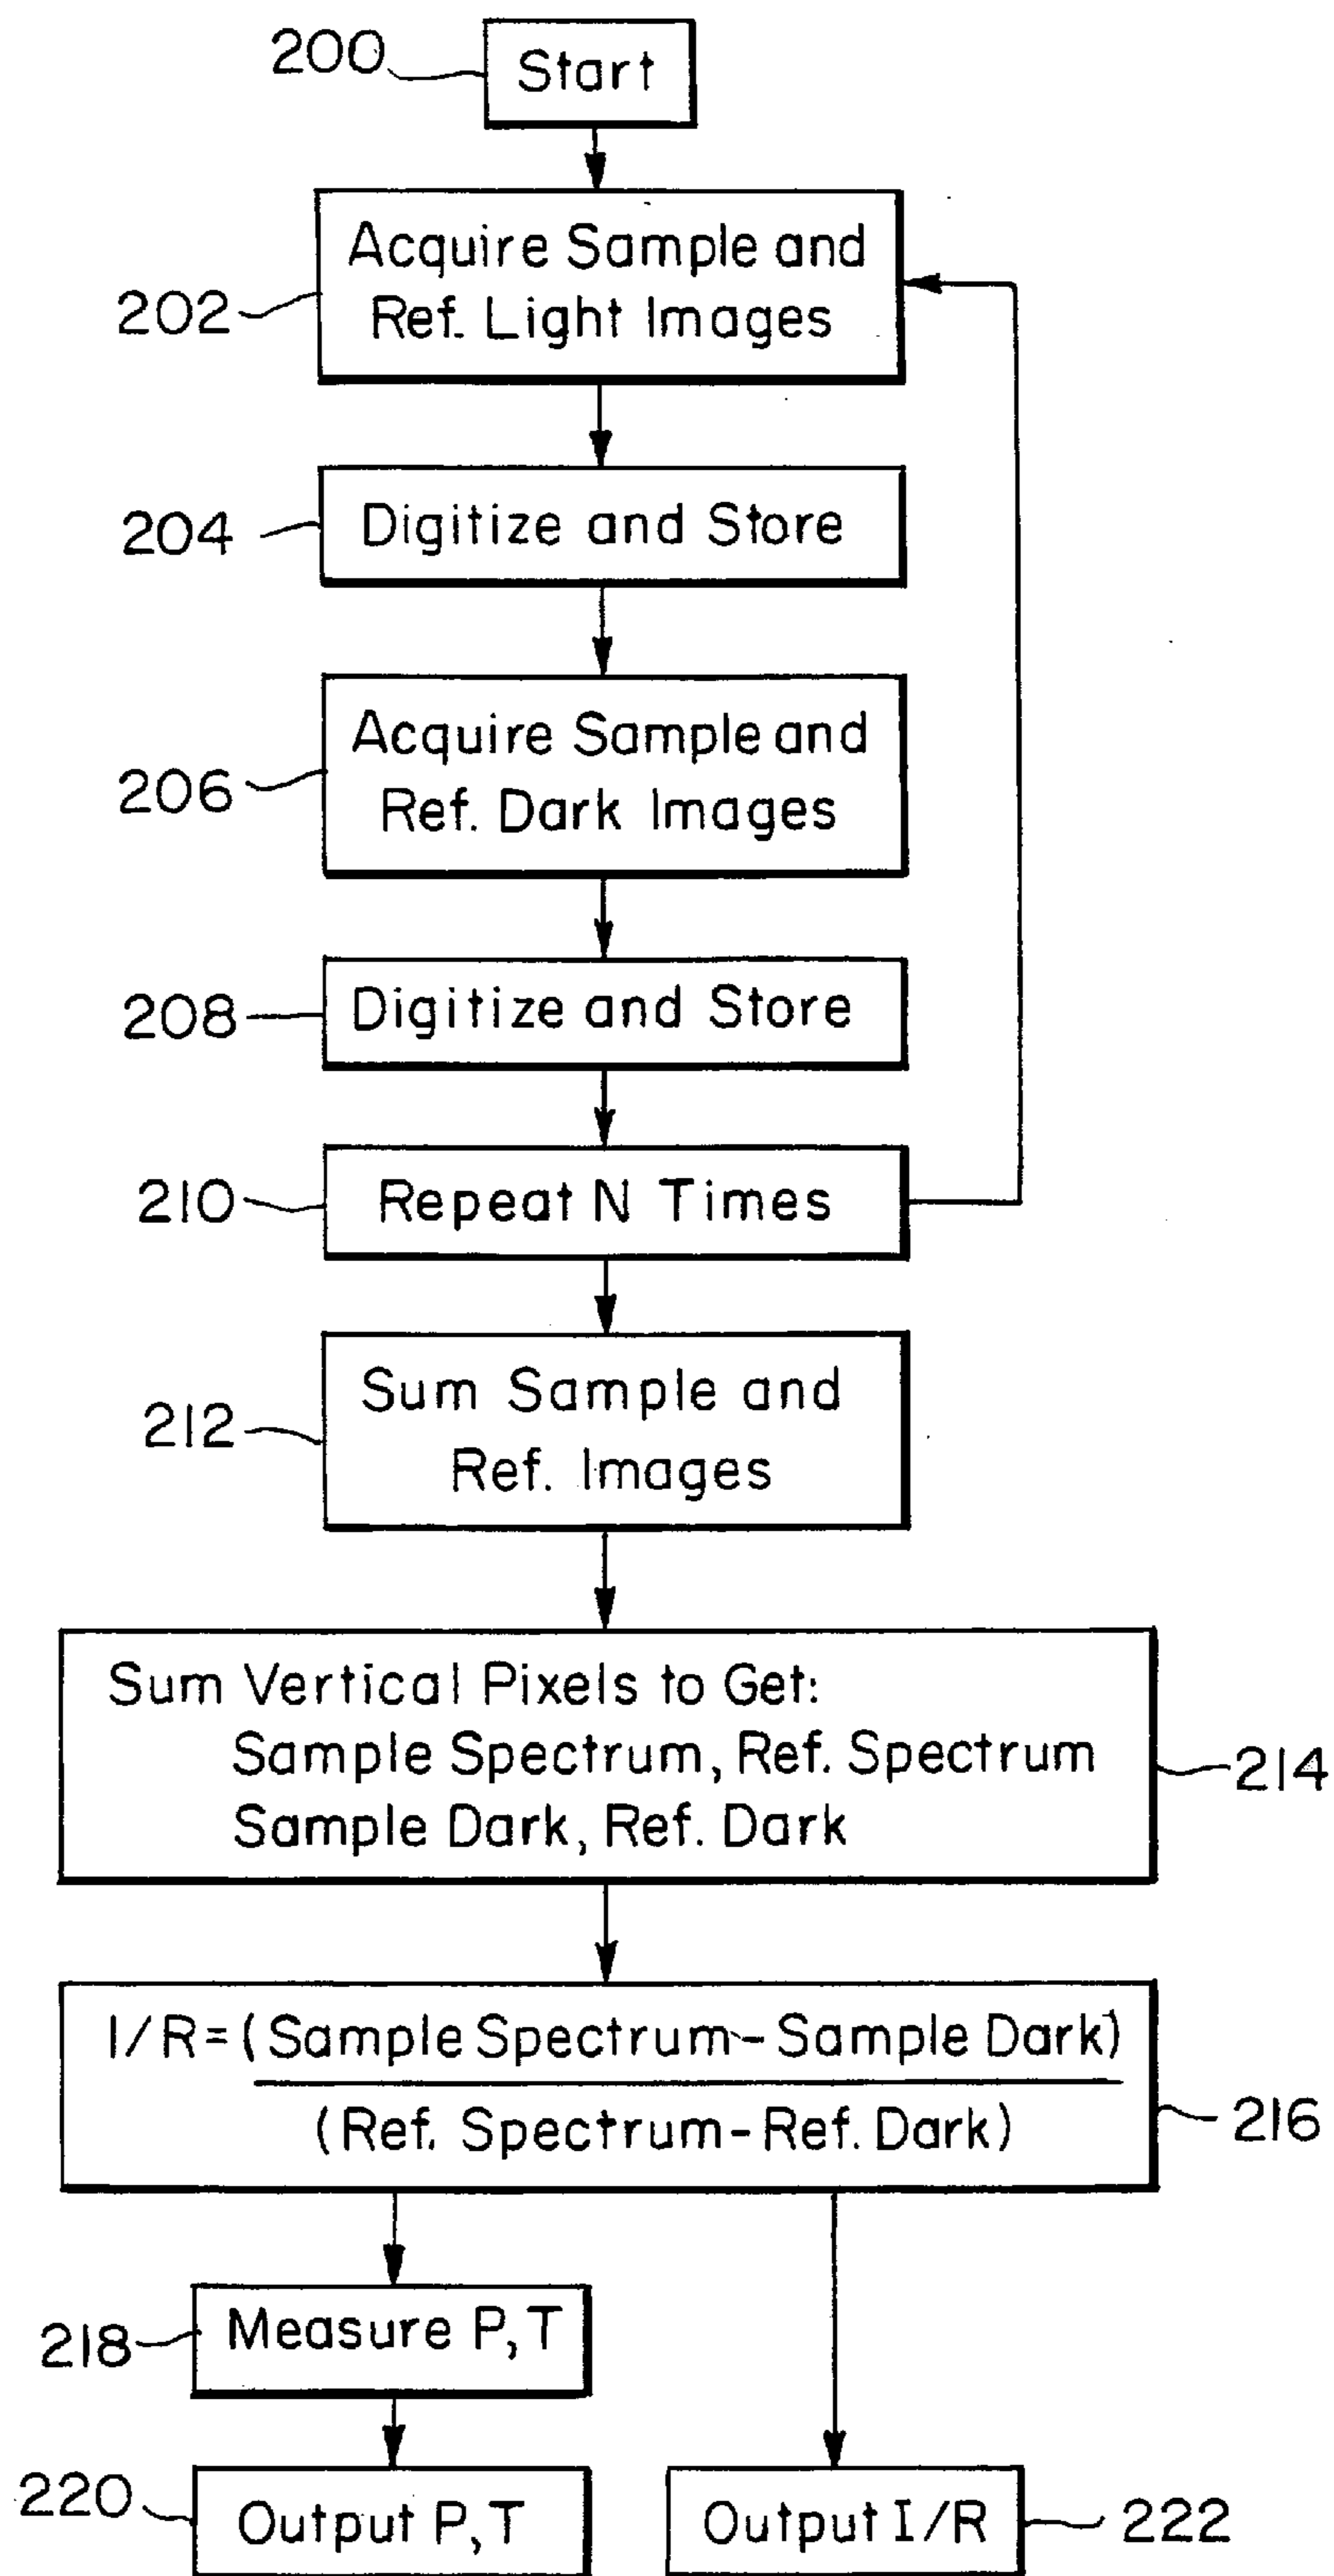 200
Start
Acquire Sample and
Ref. Light Images
202
Digitize and Store
204
Acquire Sample and
Ref. Dark Images
206
Digitize and Store
208
Repeat N Times
210
Sum Sample and
Ref. Images
212
Sum Vertical Pixels to Get:
Sample Spectrum, Ref. Spectrum
Sample Dark, Ref. Dark
214
I/R=(Sample Spectrum-Sample Dark)
(Ref. Spectrum-Ref. Dark)
216
Measure P,T
218
Output P,T
220
Output I/R
222